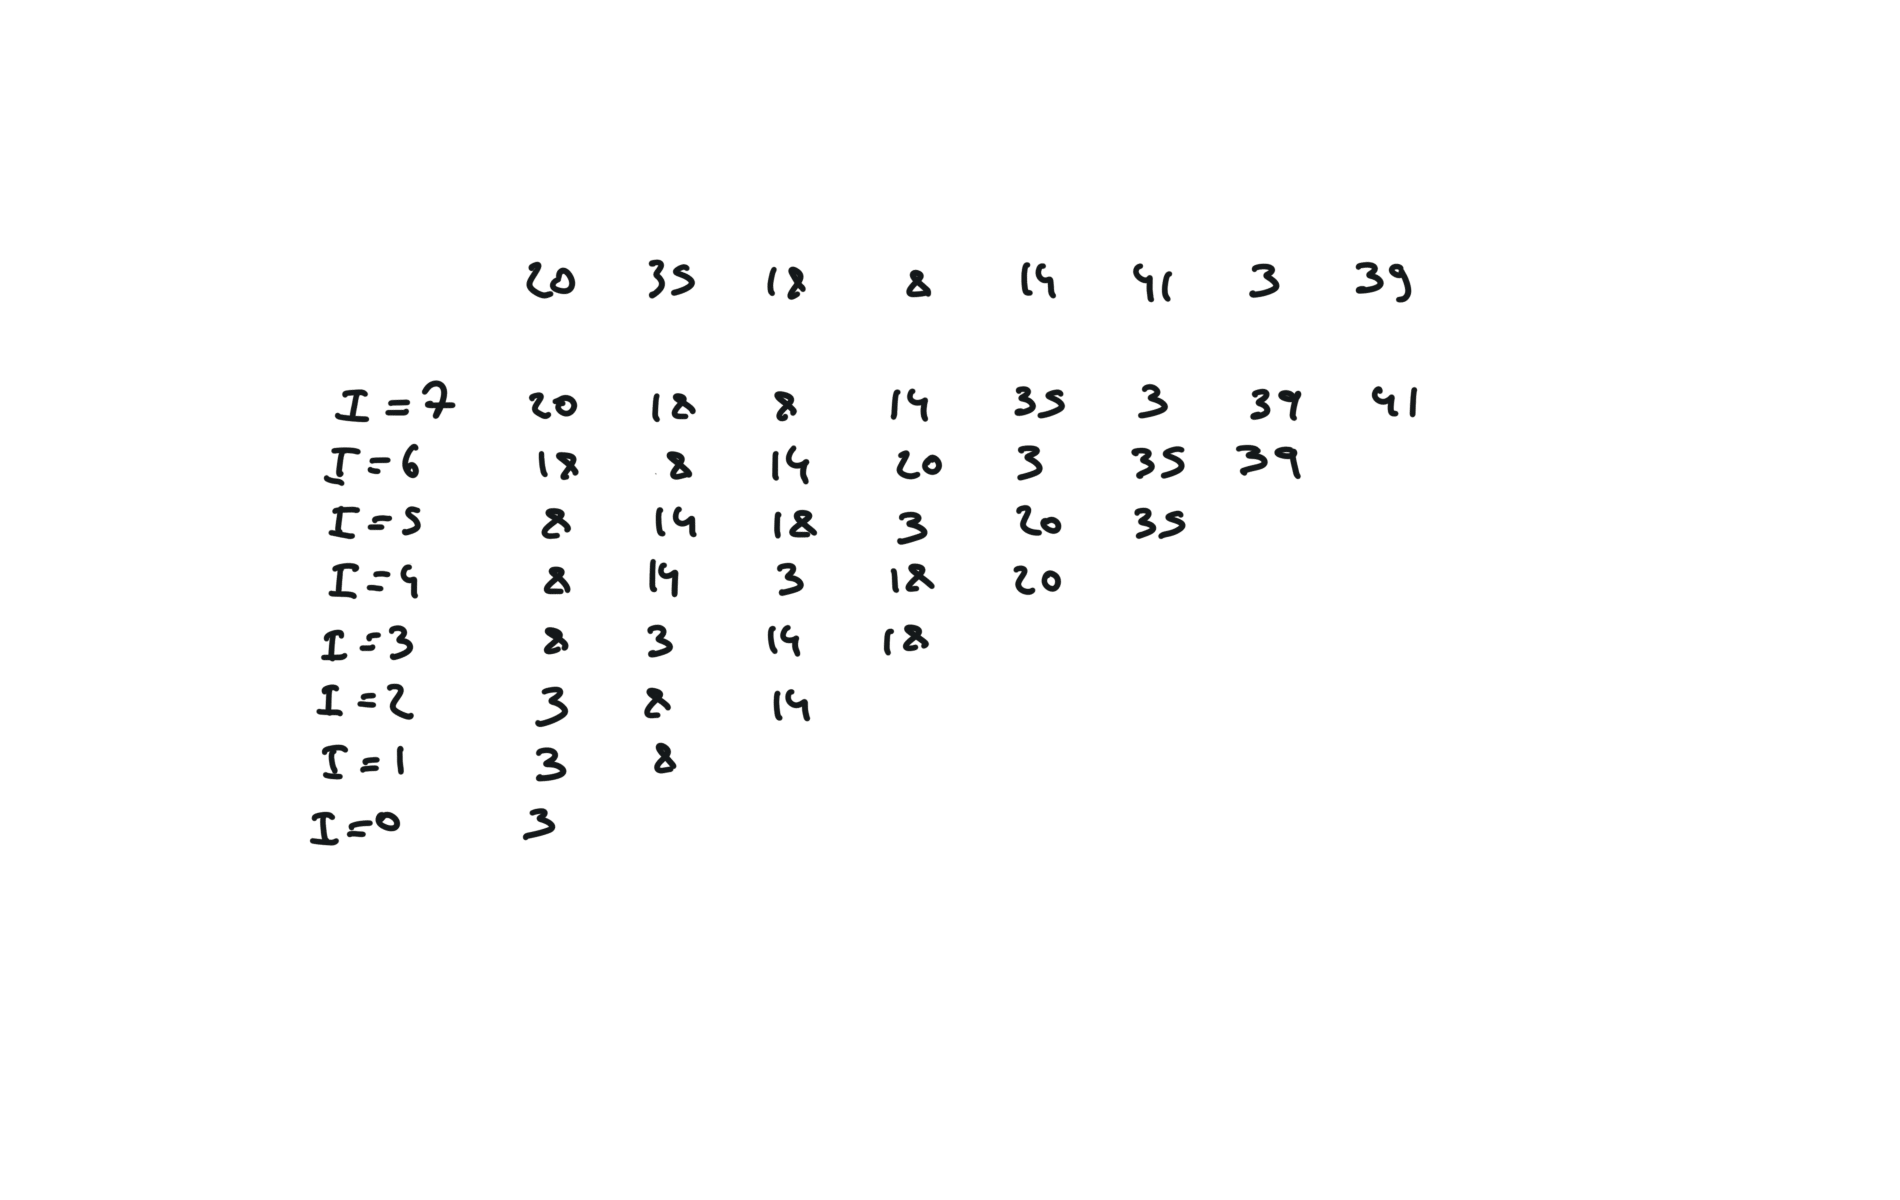 20 35 18 8 14 41 3 39
I=7 20 18 8 14 35 3 39 41
I=6 18 8 14 20 3 35 39
I=5 8 14 18 3 20 35
I=4 8 14 3 18 20
I=3 8 3 14 18
I=2 3 8 14
I=1 3 8
I=0 3